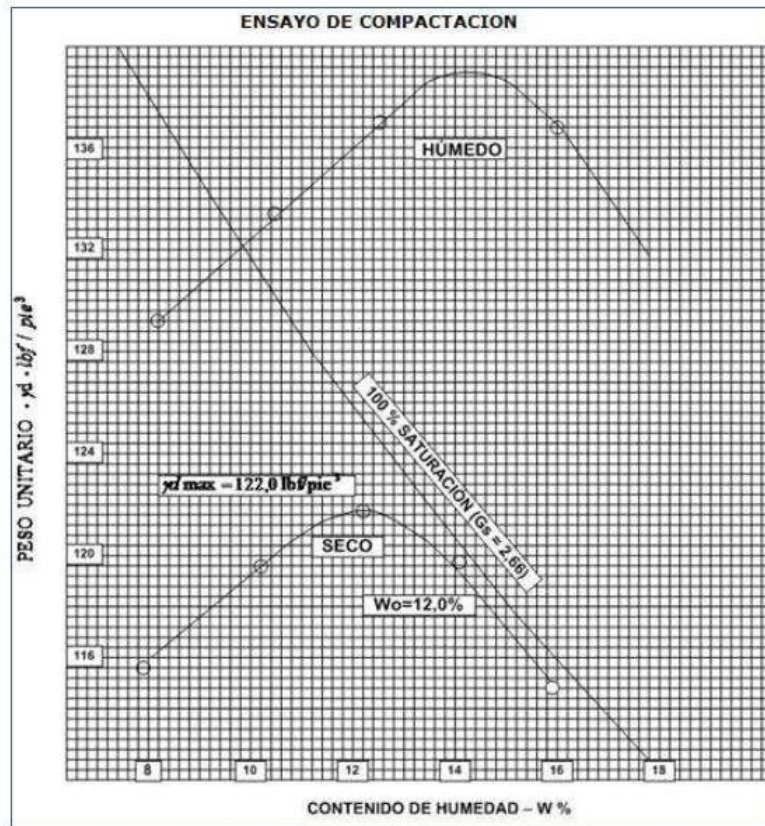 ENSAYO DE COMPACTACION
PESO UNITARIO - γd - lbf / pie³
136
132
128
124
120
116
HÚMEDO
100 % SATURACIÓN (Gs = 2,66)
γd max = 122,0 lbf/pie³
SECO
Wo=12,0%
8 10 12 14 16 18
CONTENIDO DE HUMEDAD – W %